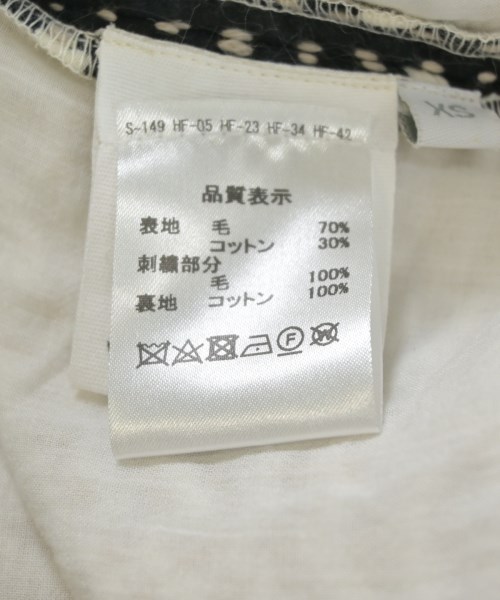 S-149 HF-05 HF-23 HF-34 HF-42
品質表示
表地 毛 70%
コットン 30%
刺繍部分
毛 100%
裏地 コットン 100%
F W
XS